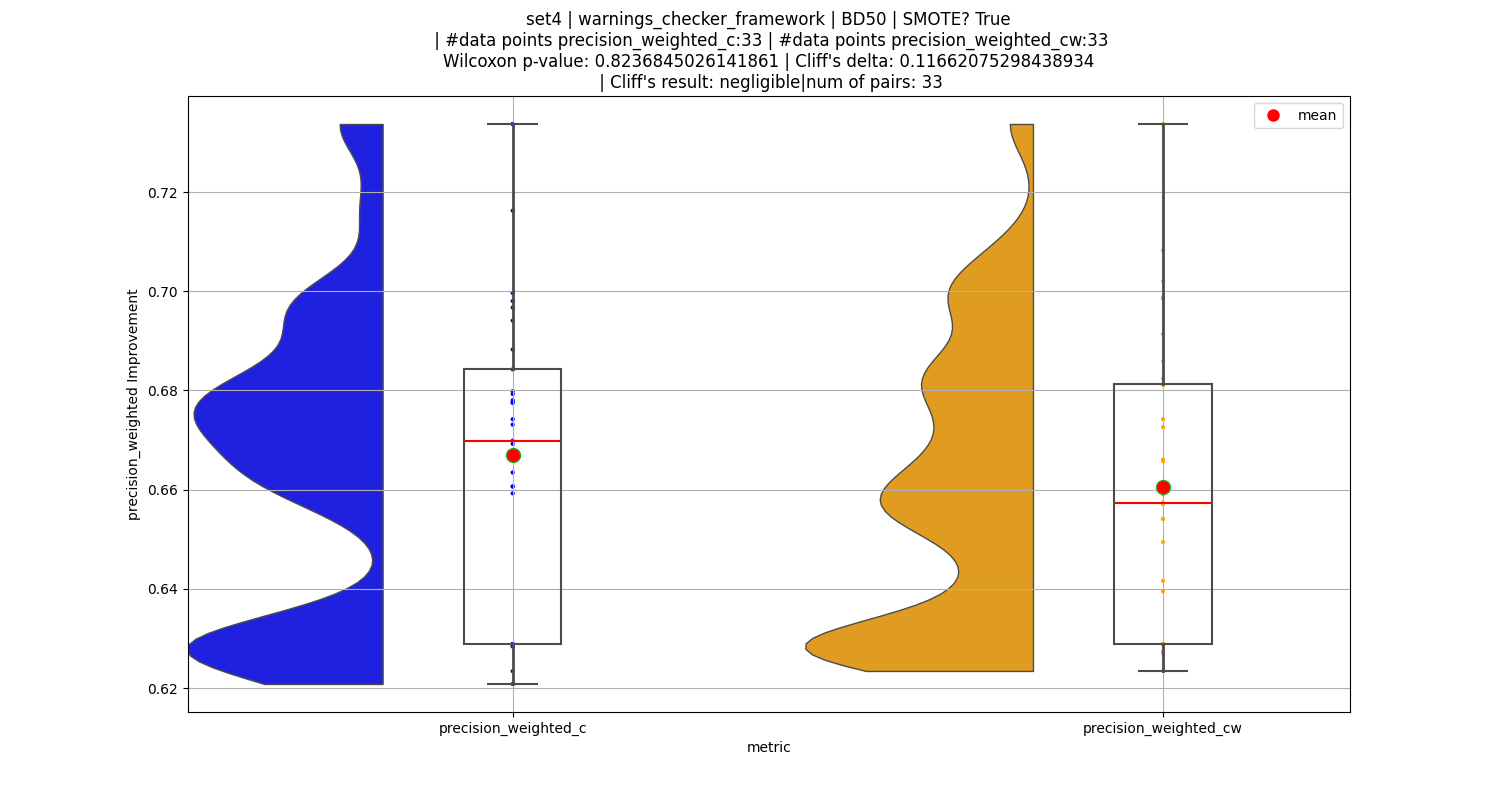 set4 | warnings_checker_framework | BD50 | SMOTE? True
| #data points precision_weighted_c:33 | #data points precision_weighted_cw:33
Wilcoxon p-value: 0.8236845026141861 | Cliff's delta: 0.11662075298438934
| Cliff's result: negligible|num of pairs: 33
mean
0.72
0.70
0.68
0.66
0.64
0.62
precision_weighted Improvement
precision_weighted_c
precision_weighted_cw
metric